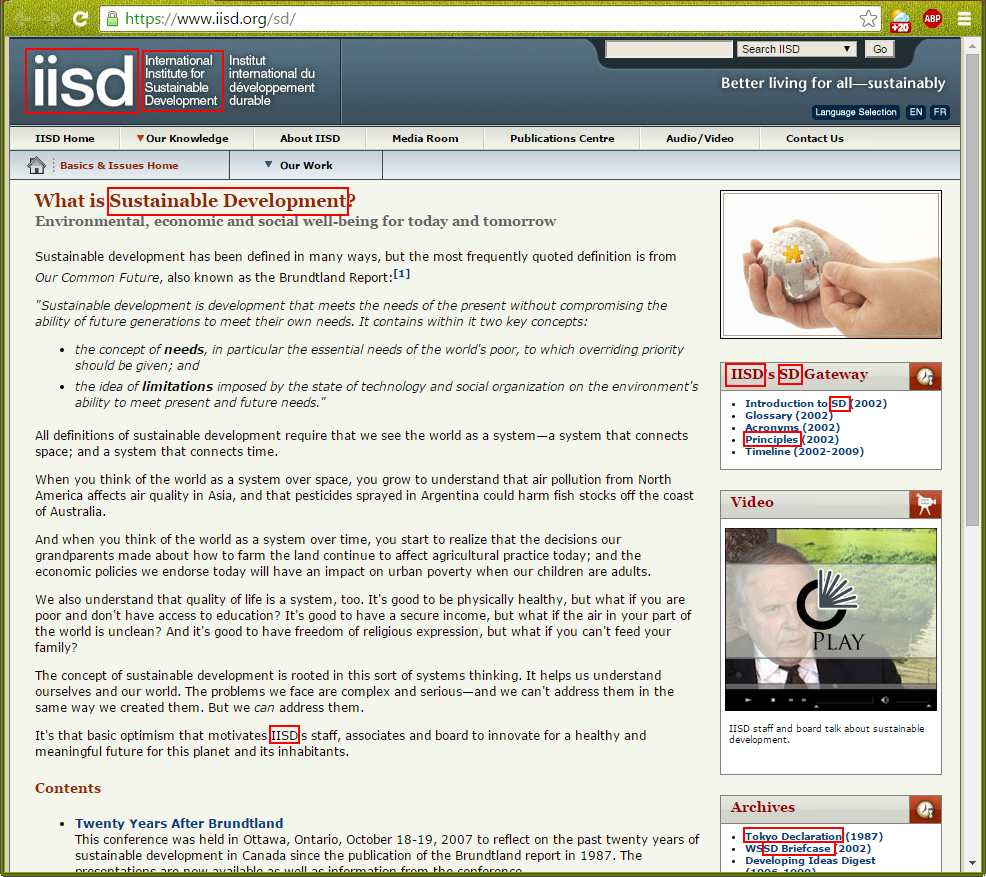 https://www.iisd.org/sd/
+20
ABP
iisd
International
Institute for
Sustainable
Development
Institut
international du
développement
durable
Search IISD
Go
Better living for all—sustainably
Language Selection
EN
FR
IISD Home
Our Knowledge
About IISD
Media Room
Publications Centre
Audio/Video
Contact Us
Basics & Issues Home
Our Work
What is Sustainable Development?
Environmental, economic and social well-being for today and tomorrow
Sustainable development has been defined in many ways, but the most frequently quoted definition is from
Our Common Future, also known as the Brundtland Report:[1]
"Sustainable development is development that meets the needs of the present without compromising the
ability of future generations to meet their own needs. It contains within it two key concepts:
• the concept of needs, in particular the essential needs of the world's poor, to which overriding priority
should be given; and
• the idea of limitations imposed by the state of technology and social organization on the environment's
ability to meet present and future needs."
All definitions of sustainable development require that we see the world as a system—a system that connects
space; and a system that connects time.
When you think of the world as a system over space, you grow to understand that air pollution from North
America affects air quality in Asia, and that pesticides sprayed in Argentina could harm fish stocks off the coast
of Australia.
And when you think of the world as a system over time, you start to realize that the decisions our
grandparents made about how to farm the land continue to affect agricultural practice today; and the
economic policies we endorse today will have an impact on urban poverty when our children are adults.
We also understand that quality of life is a system, too. It's good to be physically healthy, but what if you are
poor and don't have access to education? It's good to have a secure income, but what if the air in your part of
the world is unclean? And it's good to have freedom of religious expression, but what if you can't feed your
family?
The concept of sustainable development is rooted in this sort of systems thinking. It helps us understand
ourselves and our world. The problems we face are complex and serious—and we can't address them in the
same way we created them. But we can address them.
It's that basic optimism that motivates IISD's staff, associates and board to innovate for a healthy and
meaningful future for this planet and its inhabitants.
Contents
• Twenty Years After Brundtland
This conference was held in Ottawa, Ontario, October 18-19, 2007 to reflect on the past twenty years of
sustainable development in Canada since the publication of the Brundtland report in 1987. The
presentations are now available as well as information from the conference.
IISD's SD Gateway
• Introduction to SD (2002)
• Glossary (2002)
• Acronyms (2002)
• Principles (2002)
• Timeline (2002-2009)
Video
PLAY
IISD staff and board talk about sustainable
development.
Archives
• Tokyo Declaration (1987)
• WSSD Briefcase (2002)
• Developing Ideas Digest
(1996-1999)